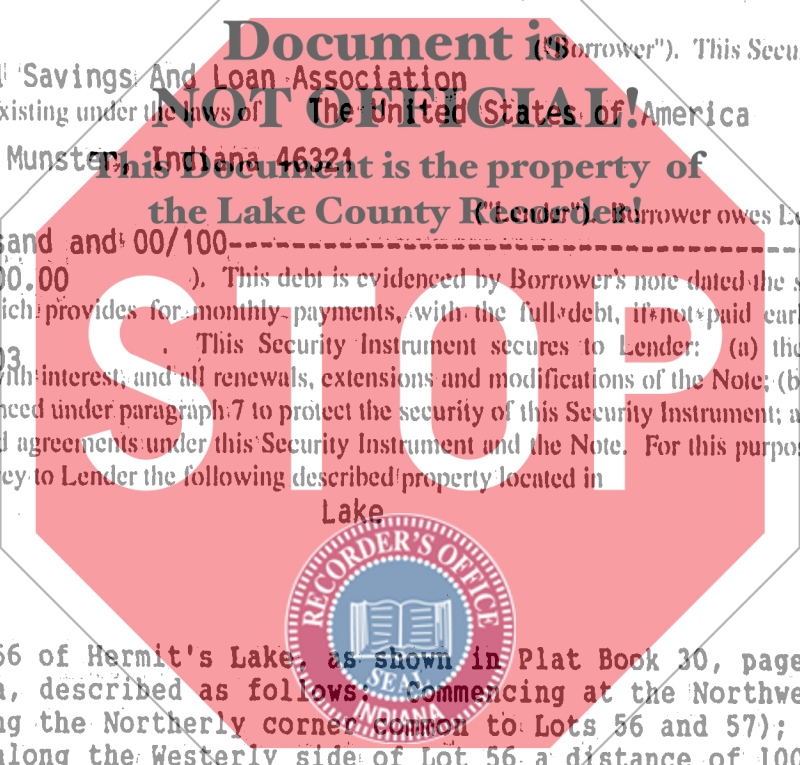 Document is
("Borrower"). This Secu
Savings And Loan Association
NOT OFFICIAL!
xisting under the laws of The United States of America
Munster, Indiana 46321
This Document is the property of
the Lake County Recorder!
("Lender"). Borrower owes Le
sand and 00/100
00.00 ). This debt is evidenced by Borrower's note dated the s
ich provides for monthly payments, with the full debt, if not paid earl
03 . This Security Instrument secures to Lender: (a) the
with interest, and all renewals, extensions and modifications of the Note; (b
nced under paragraph 7 to protect the security of this Security Instrument; a
d agreements under this Security Instrument and the Note. For this purpos
ey to Lender the following described property located in
STOP
Lake
RECORDER'S OFFICE
SEAL
INDIANA
56 of Hermit's Lake, as shown in Plat Book 30, page
a, described as follows: Commencing at the Northwe
ng the Northerly corner common to Lots 56 and 57);
along the Westerly side of Lot 56 a distance of 100